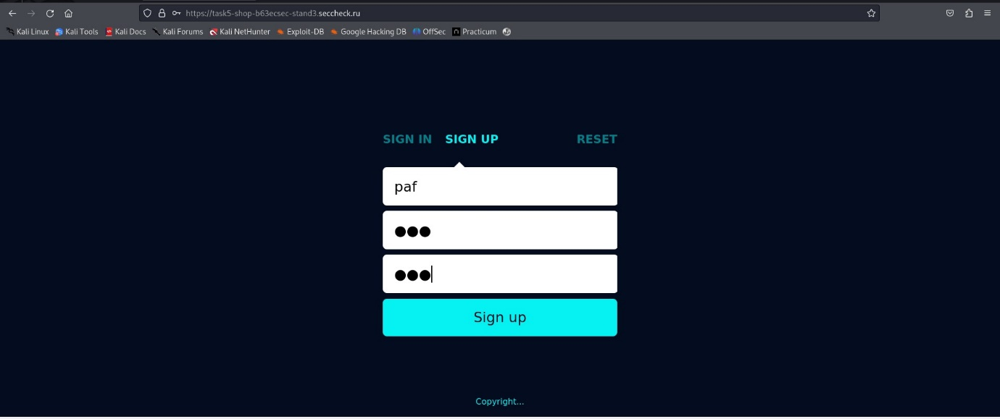 https://task5-shop-b63ecsec-stand3.seccheck.ru
Kali Linux Kali Tools Kali Docs Kali Forums Kali NetHunter Exploit-DB Google Hacking DB OffSec Practicum
SIGN IN SIGN UP RESET
paf
●●●
●●●
Sign up
Copyright...